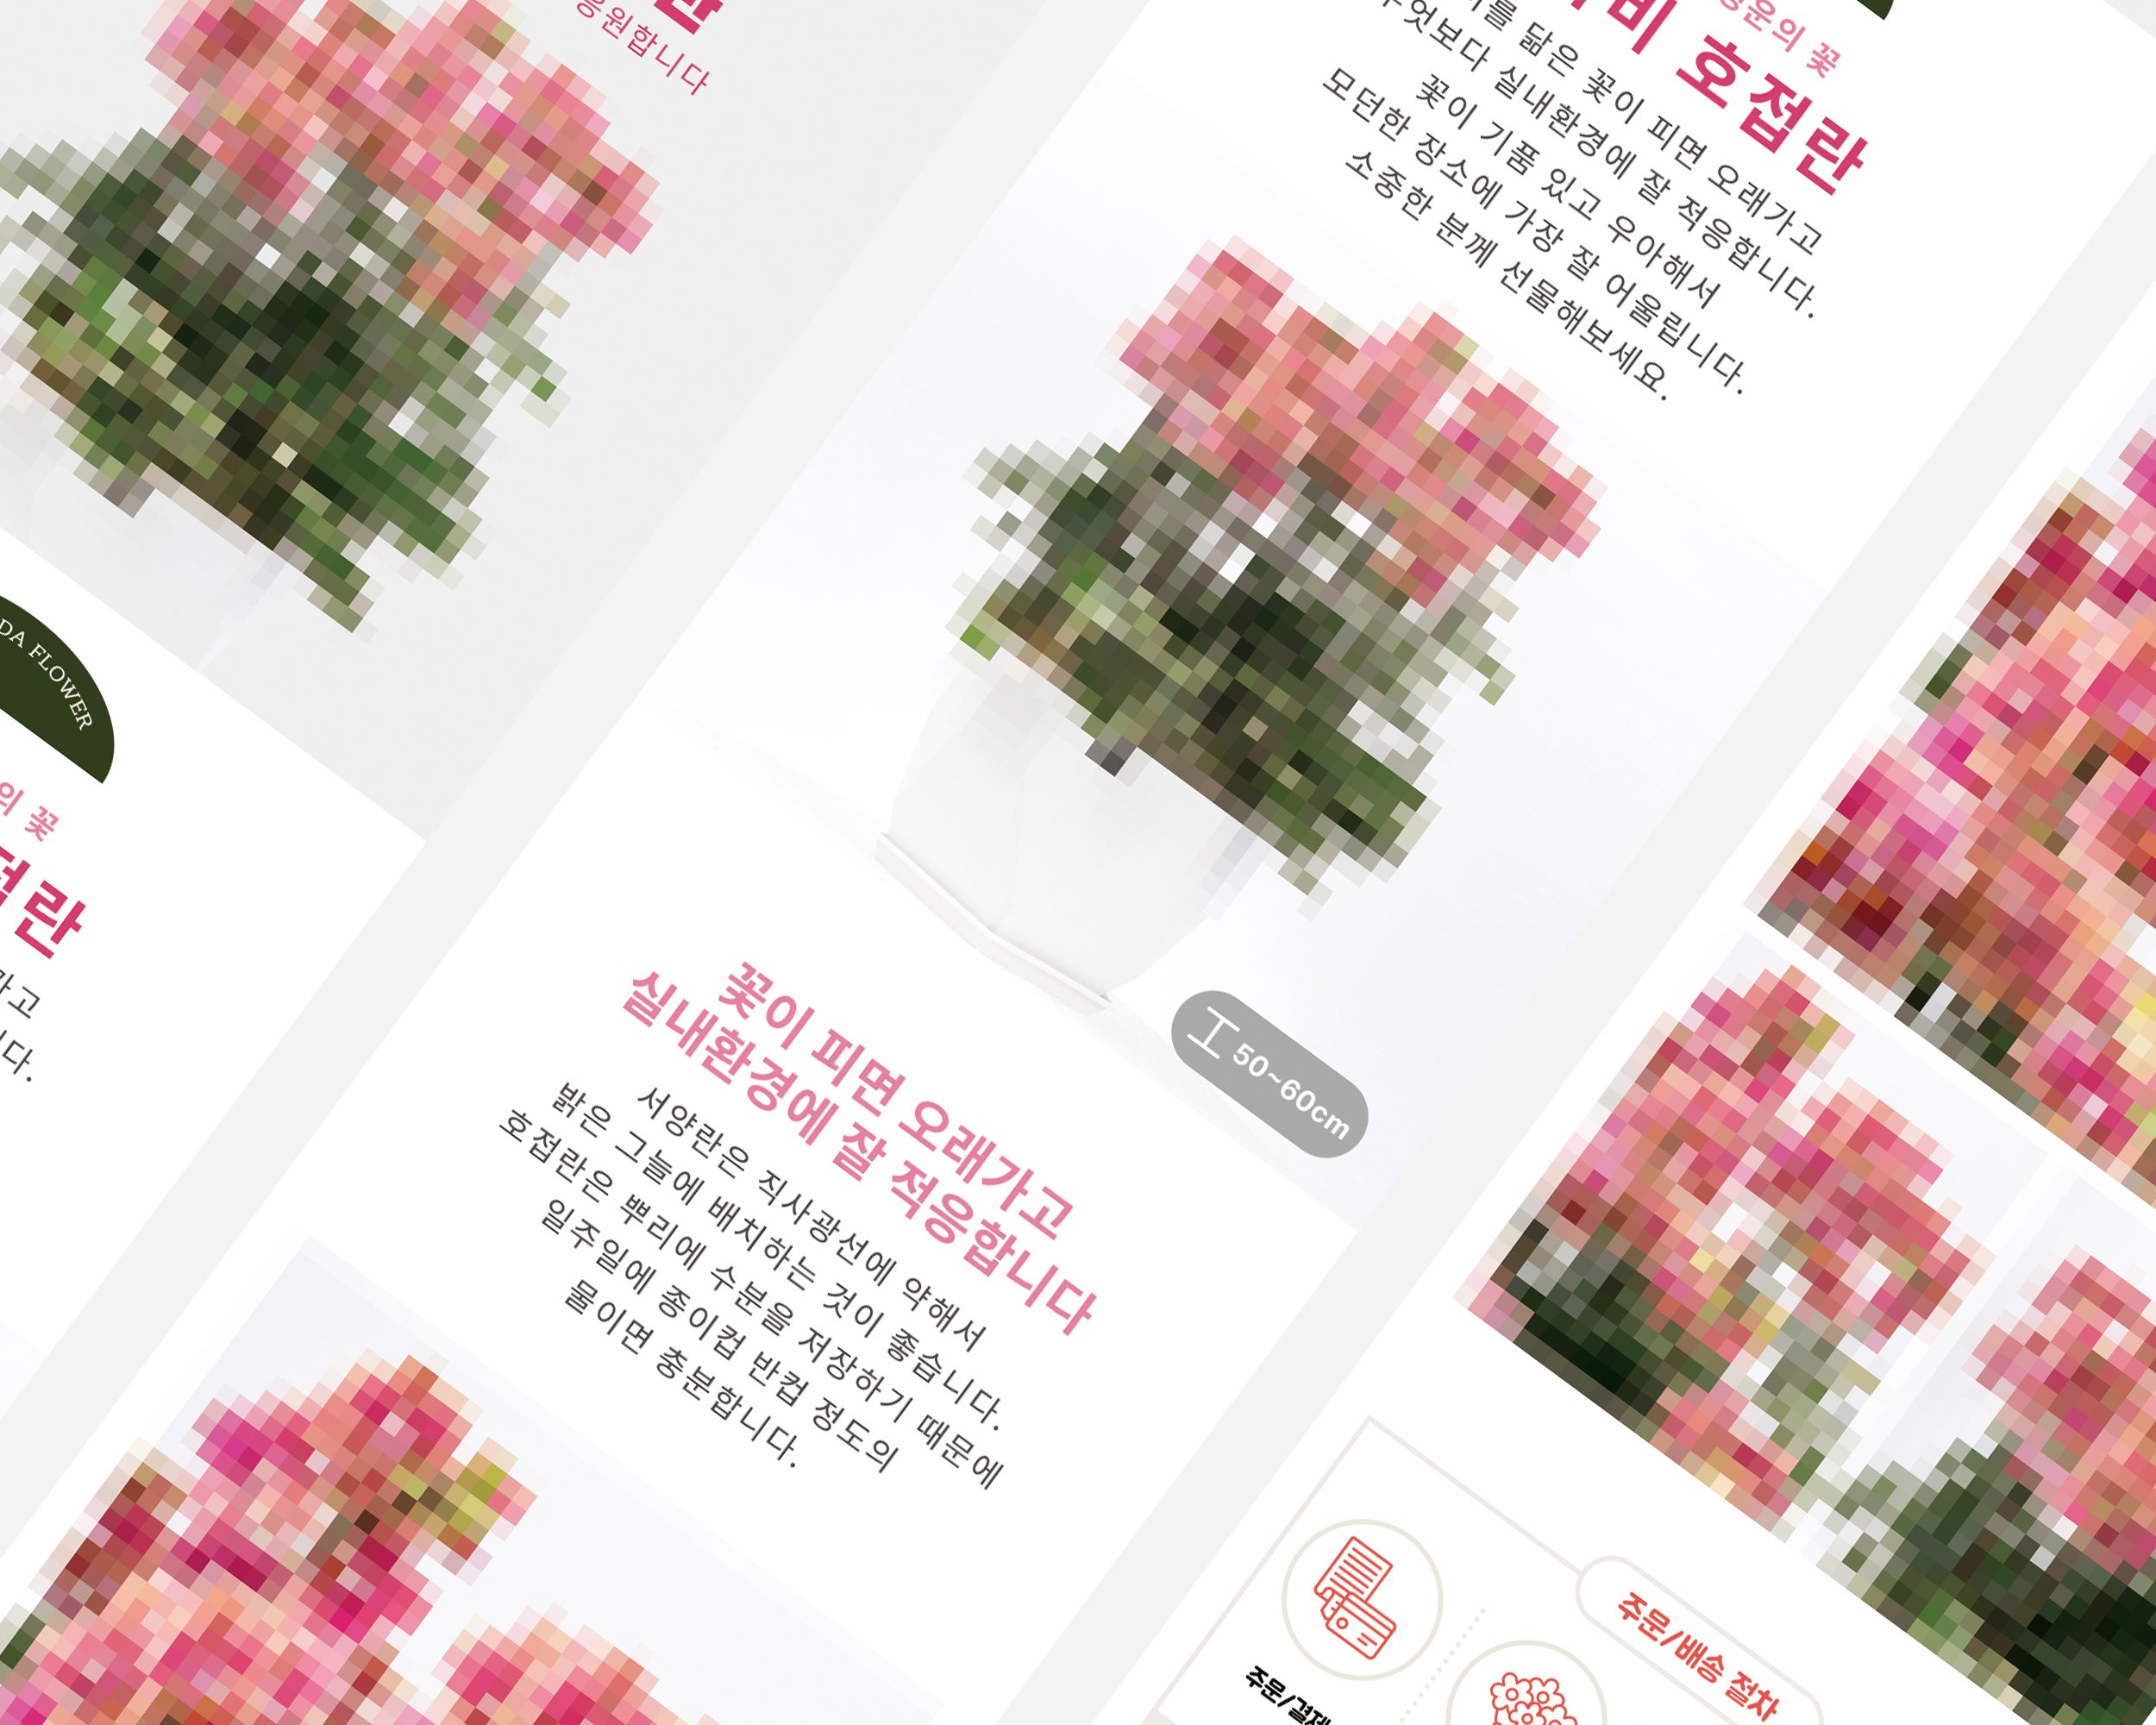 응원합니다
DA FLOWER
의 꽃
란
가고
니다.
행운의 꽃
비 호접란
를 닮은 꽃이 피면 오래가고
무엇보다 실내환경에 잘 적응합니다.
꽃이 기품 있고 우아해서
모던한 장소에 가장 잘 어울립니다.
소중한 분께 선물해보세요.
50~60cm
꽃이 피면 오래가고
실내환경에 잘 적응합니다
서양란은 직사광선에 약해서
밝은 그늘에 배치하는 것이 좋습니다.
호접란은 뿌리에 수분을 저장하기 때문에
일주일에 종이컵 반컵 정도의
물이면 충분합니다.
주문/배송 절차
주문/결제